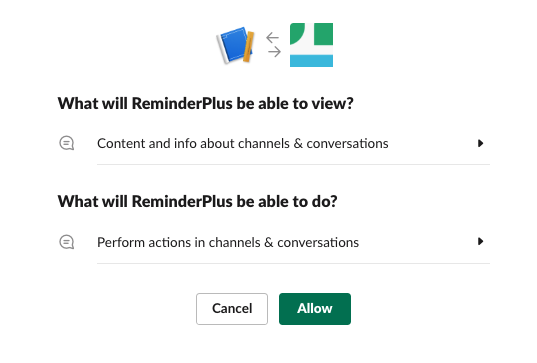 What will ReminderPlus be able to view?
Content and info about channels & conversations
What will ReminderPlus be able to do?
Perform actions in channels & conversations
Cancel
Allow